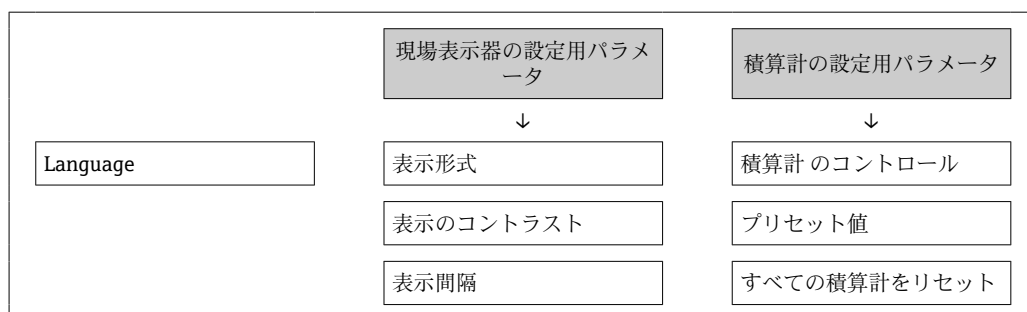 現場表示器の設定用パラメ
ータ
積算計の設定用パラメータ
↓
↓
Language
表示形式
積算計 のコントロール
表示のコントラスト
プリセット値
表示間隔
すべての積算計をリセット